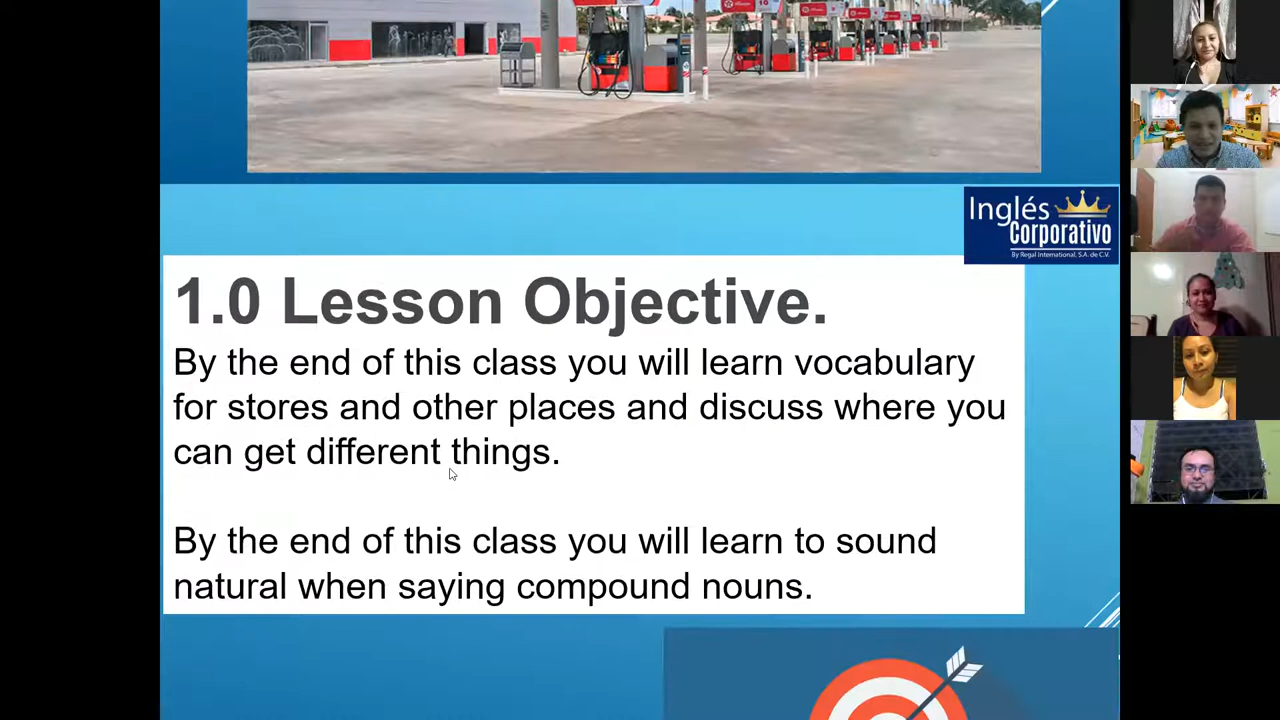 Inglés
Corporativo
By Regal International, S.A. de C.V.
1.0 Lesson Objective.
By the end of this class you will learn vocabulary
for stores and other places and discuss where you
can get different things.
By the end of this class you will learn to sound
natural when saying compound nouns.